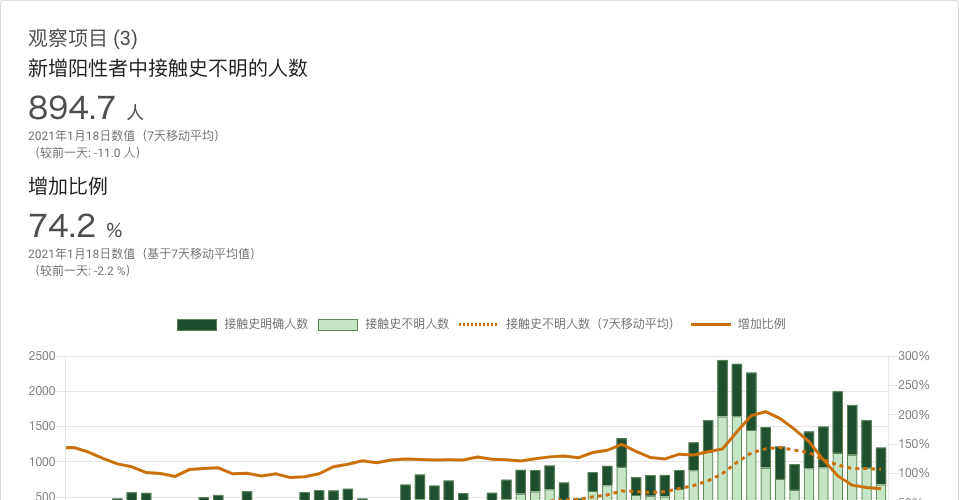 观察项目 (3)
新增阳性者中接触史不明的人数
894.7 人
2021年1月18日数值（7天移动平均）
（较前一天: -11.0 人）
增加比例
74.2 %
2021年1月18日数值（基于7天移动平均值）
（较前一天: -2.2 %）
接触史明确人数 接触史不明人数 接触史不明人数（7天移动平均） 增加比例
2500 300%
250%
2000
200%
1500
150%
1000
100%
500